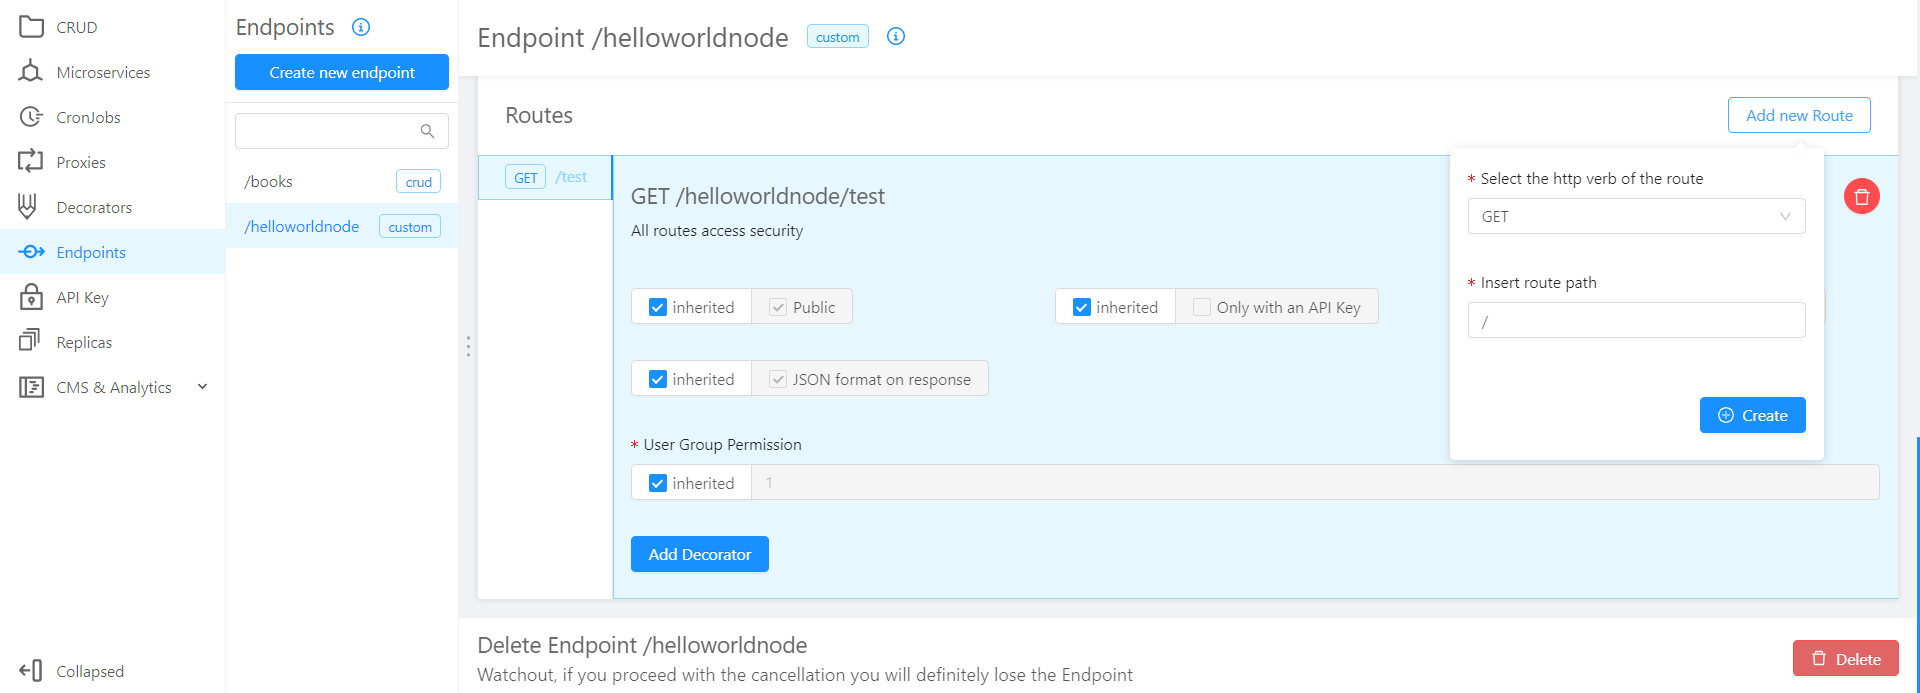 CRUD
Microservices
CronJobs
Proxies
Decorators
Endpoints
API Key
Replicas
CMS & Analytics
Collapsed
Endpoints
Create new endpoint
/books crud
/helloworldnode custom
Endpoint /helloworldnode custom
Routes
Add new Route
GET /test
GET /helloworldnode/test
All routes access security
inherited Public
inherited Only with an API Key
inherited JSON format on response
* User Group Permission
inherited 1
Add Decorator
* Select the http verb of the route
GET
* Insert route path
/
Create
Delete Endpoint /helloworldnode
Watchout, if you proceed with the cancellation you will definitely lose the Endpoint
Delete